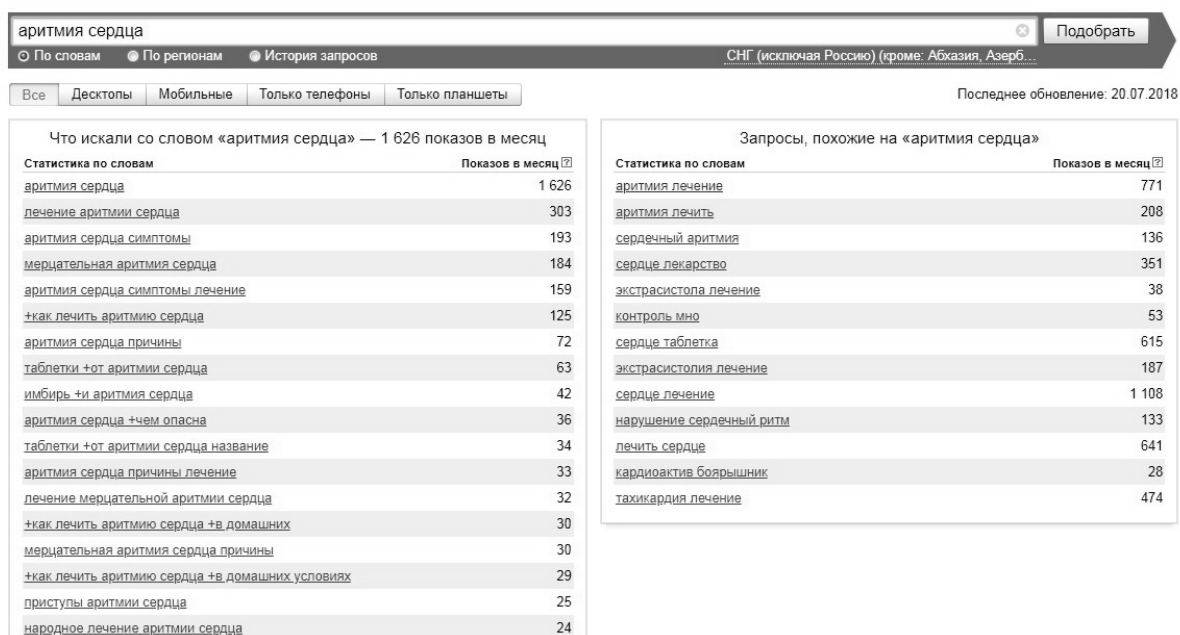 аритмия сердца
Подобрать
По словам По регионам История запросов СНГ (исключая Россию) (кроме: Абхазия, Азерб...
Все Десктопы Мобильные Только телефоны Только планшеты Последнее обновление: 20.07.2018
Что искали со словом «аритмия сердца» — 1 626 показов в месяц
Статистика по словам Показов в месяц ?
аритмия сердца 1 626
лечение аритмии сердца 303
аритмия сердца симптомы 193
мерцательная аритмия сердца 184
аритмия сердца симптомы лечение 159
+как лечить аритмию сердца 125
аритмия сердца причины 72
таблетки +от аритмии сердца 63
имбирь +и аритмия сердца 42
аритмия сердца +чем опасна 36
таблетки +от аритмии сердца название 34
аритмия сердца причины лечение 33
лечение мерцательной аритмии сердца 32
+как лечить аритмию сердца +в домашних 30
мерцательная аритмия сердца причины 30
+как лечить аритмию сердца +в домашних условиях 29
приступы аритмии сердца 25
народное лечение аритмии сердца 24
Запросы, похожие на «аритмия сердца»
Статистика по словам Показов в месяц ?
аритмия лечение 771
аритмия лечить 208
сердечный аритмия 136
сердце лекарство 351
экстрасистола лечение 38
контроль мно 53
сердце таблетка 615
экстрасистолия лечение 187
сердце лечение 1 108
нарушение сердечный ритм 133
лечить сердце 641
кардиоактив боярышник 28
тахикардия лечение 474